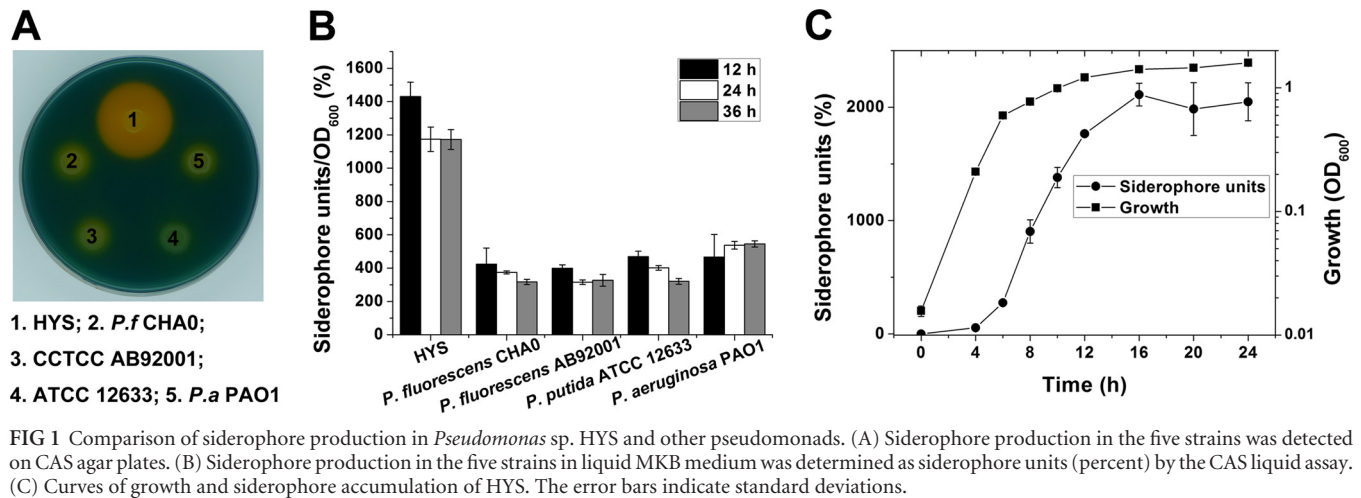 A
1
2
5
3
4
1. HYS; 2. P.f CHA0;
3. CCTCC AB92001;
4. ATCC 12633; 5. P.a PAO1
B
Siderophore units/OD600 (%)
1600
1400
1200
1000
800
600
400
200
0
12 h
24 h
36 h
HYS
P. fluorescens CHA0
P. fluorescens AB92001
P. putida ATCC 12633
P. aeruginosa PAO1
C
Siderophore units (%)
2000
1000
0
Siderophore units
Growth
1
0.1
0.01
Growth (OD600)
0 4 8 12 16 20 24
Time (h)
FIG 1 Comparison of siderophore production in Pseudomonas sp. HYS and other pseudomonads. (A) Siderophore production in the five strains was detected
on CAS agar plates. (B) Siderophore production in the five strains in liquid MKB medium was determined as siderophore units (percent) by the CAS liquid assay.
(C) Curves of growth and siderophore accumulation of HYS. The error bars indicate standard deviations.